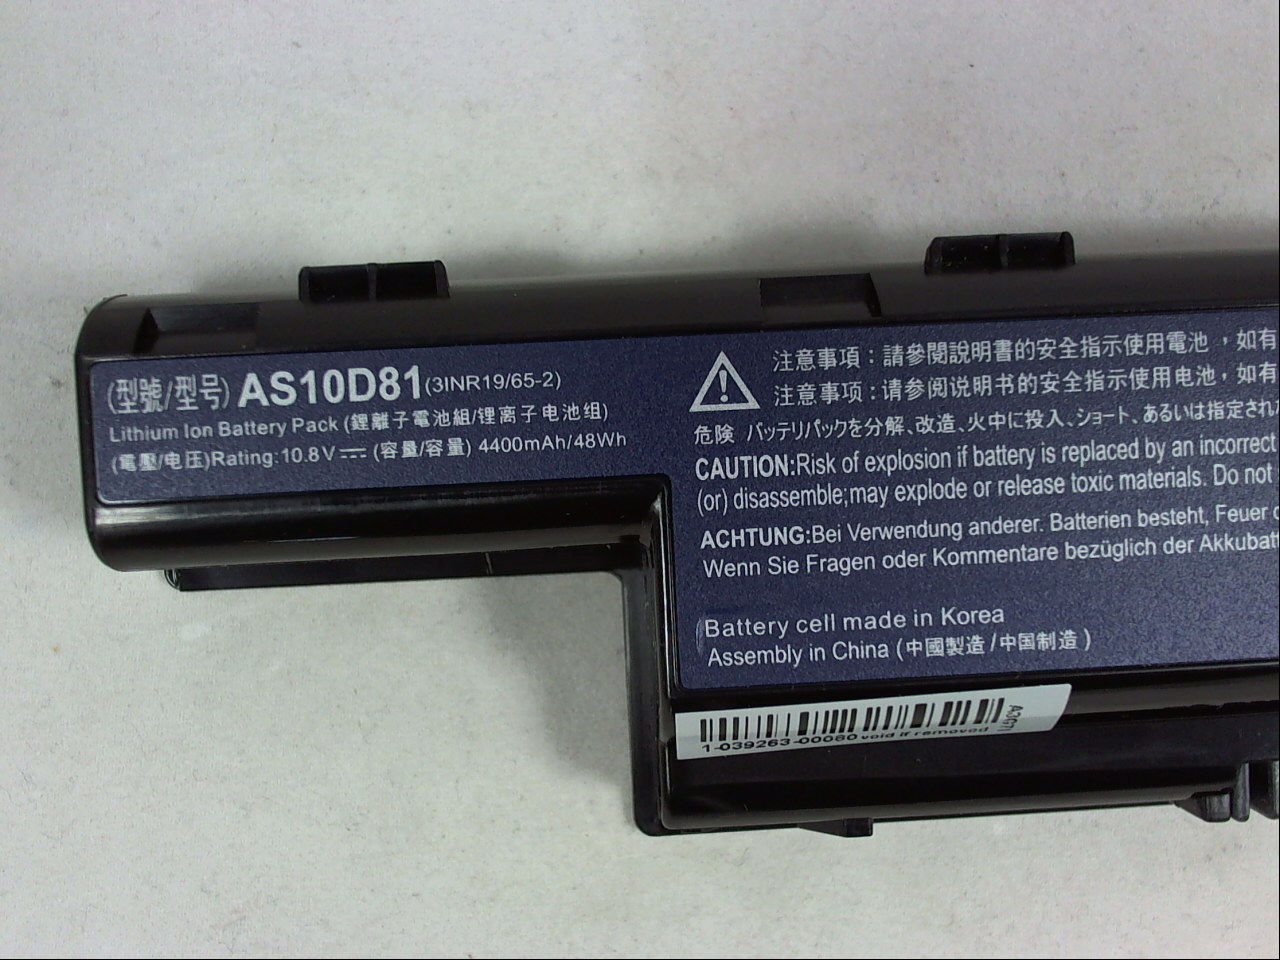 (型號/型号) AS10D81(3INR19/65-2)
Lithium Ion Battery Pack (鋰離子電池組/锂离子电池组)
(電壓/电压)Rating:10.8V⎓ (容量/容量) 4400mAh/48Wh
注意事項：請參閱說明書的安全指示使用電池，如有
注意事项：请参阅说明书的安全指示使用电池，如有
危険 バッテリパックを分解、改造、火中に投入、ショート、あるいは指定され
CAUTION:Risk of explosion if battery is replaced by an incorrect
(or) disassemble;may explode or release toxic materials. Do not
ACHTUNG:Bei Verwendung anderer. Batterien besteht, Feuer
Wenn Sie Fragen oder Kommentare bezüglich der Akkubatt
Battery cell made in Korea
Assembly in China (中國製造/中国制造)
1-039263-00080 void if removed